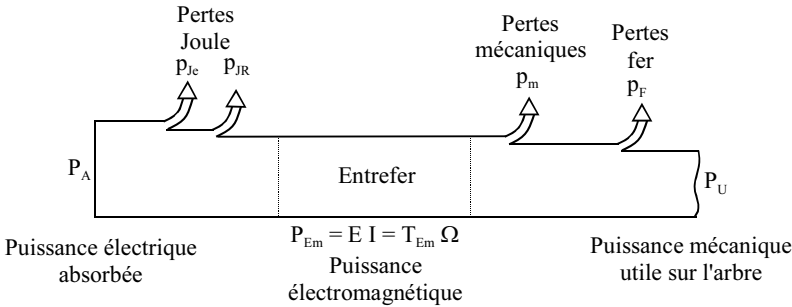 Pertes
Joule
p_Je p_JR
Pertes
mécaniques
p_m
Pertes
fer
p_F
P_A
Entrefer
P_U
P_Em = E I = T_Em Ω
Puissance électrique
absorbée
Puissance
électromagnétique
Puissance mécanique
utile sur l'arbre